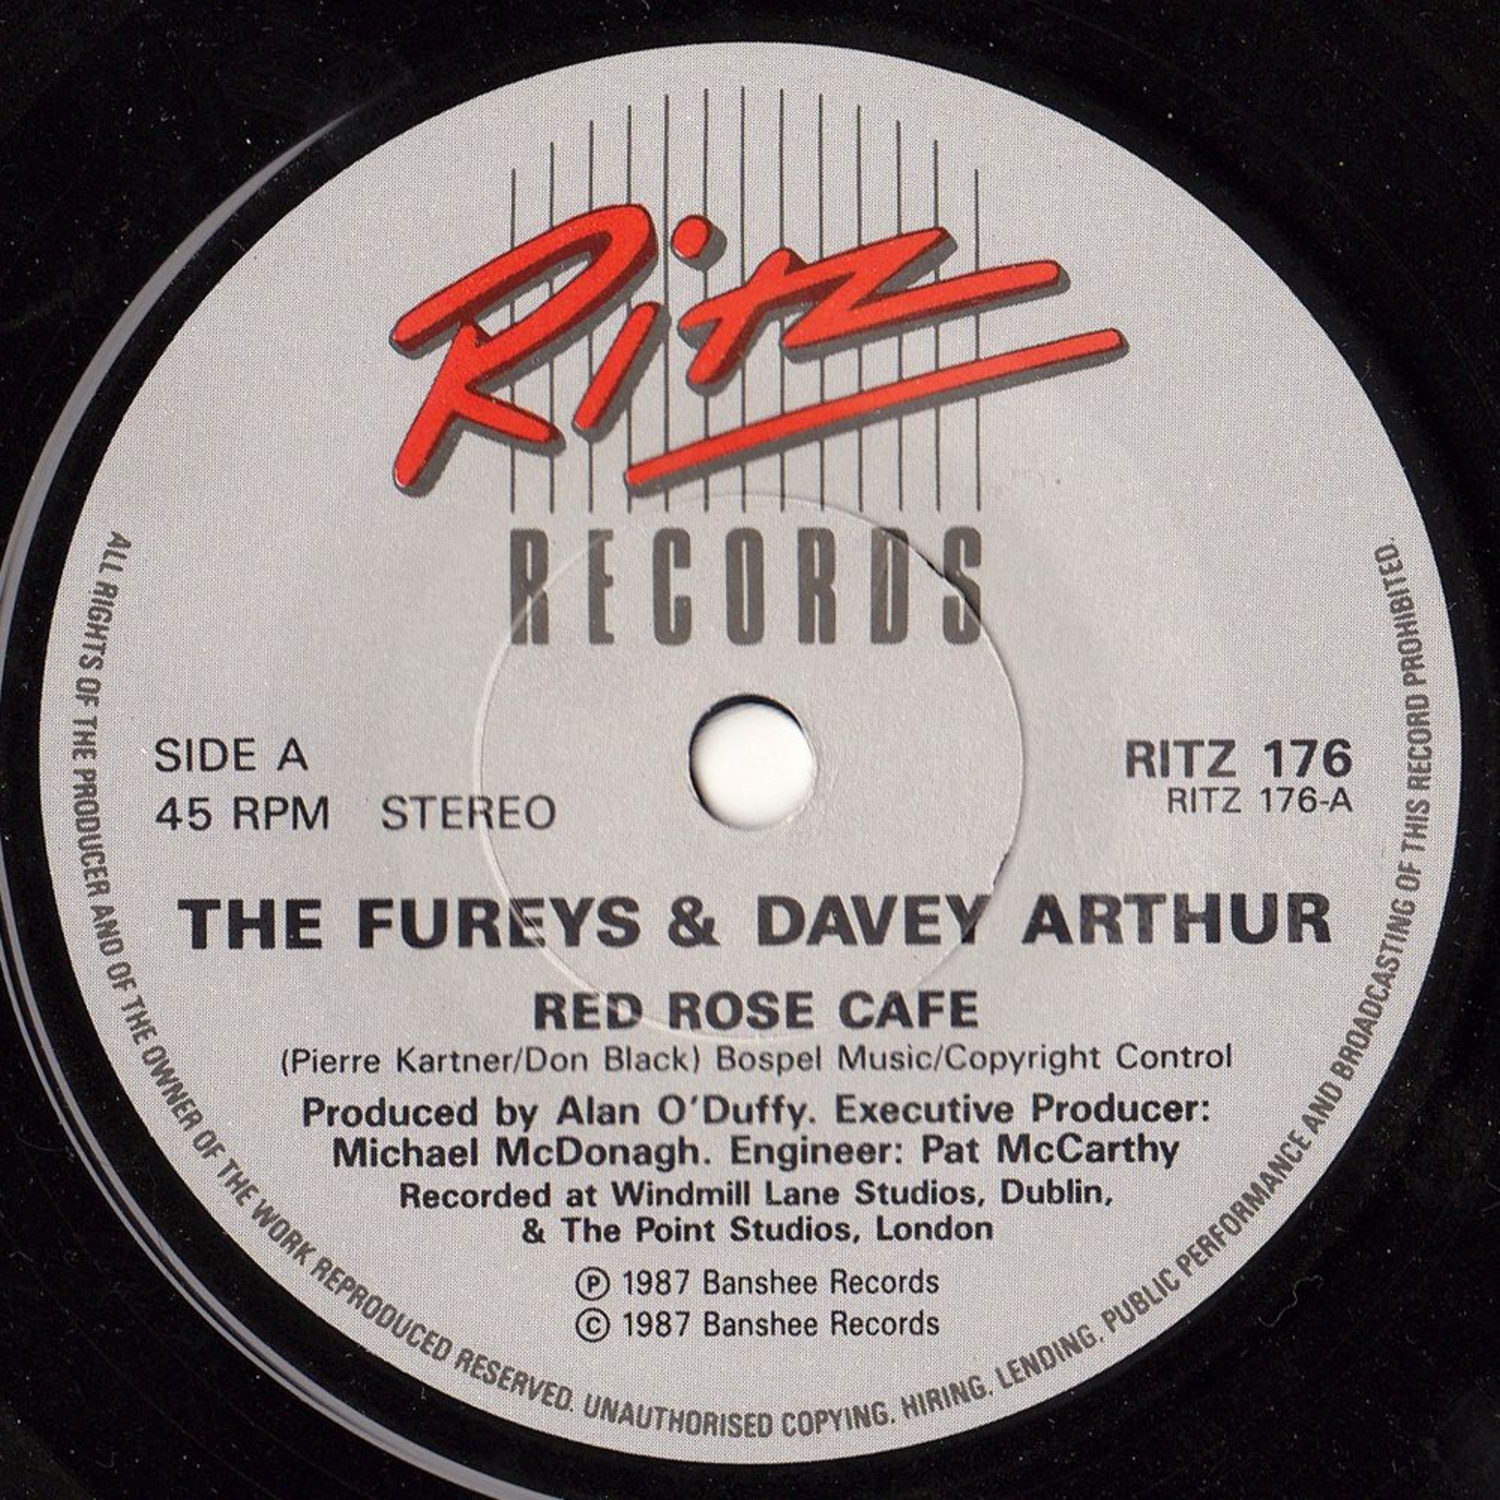 Ritz
RECORDS
SIDE A
45 RPM STEREO
RITZ 176
RITZ 176-A
THE FUREYS & DAVEY ARTHUR
RED ROSE CAFE
(Pierre Kartner/Don Black) Bospel Music/Copyright Control
Produced by Alan O'Duffy. Executive Producer:
Michael McDonagh. Engineer: Pat McCarthy
Recorded at Windmill Lane Studios, Dublin,
& The Point Studios, London
Ⓟ 1987 Banshee Records
© 1987 Banshee Records
ALL RIGHTS OF THE PRODUCER AND OF THE OWNER OF THE WORK REPRODUCED RESERVED. UNAUTHORISED COPYING, HIRING, LENDING, PUBLIC PERFORMANCE AND BROADCASTING OF THIS RECORD PROHIBITED.